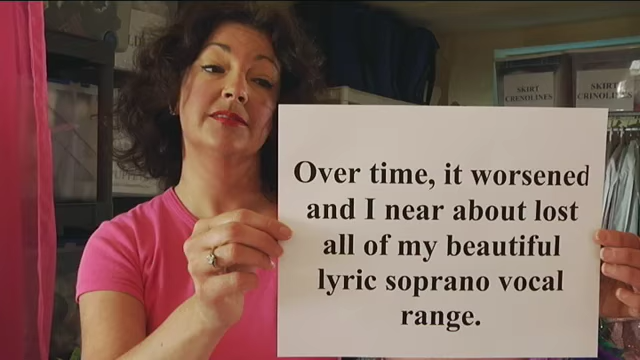 SKIRT
CRENOLINES
SKIRT
CRINOLINES
Over time, it worsened
and I near about lost
all of my beautiful
lyric soprano vocal
range.